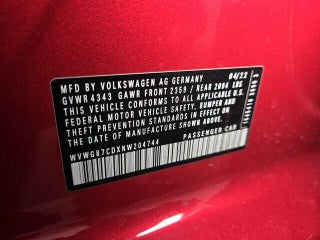 MFD BY VOLKSWAGEN AG GERMANY 04/22
GVWR 4343 GAWR FRONT 2359 / REAR 2094 LBS
THIS VEHICLE CONFORMS TO ALL APPLICABLE U.S.
FEDERAL MOTOR VEHICLE SAFETY, BUMPER AND
THEFT PREVENTION STANDARDS IN EFFECT ON THE
DATE OF MANUFACTURE SHOWN ABOVE
WVWG87CDXNW204744 PASSENGER CAR